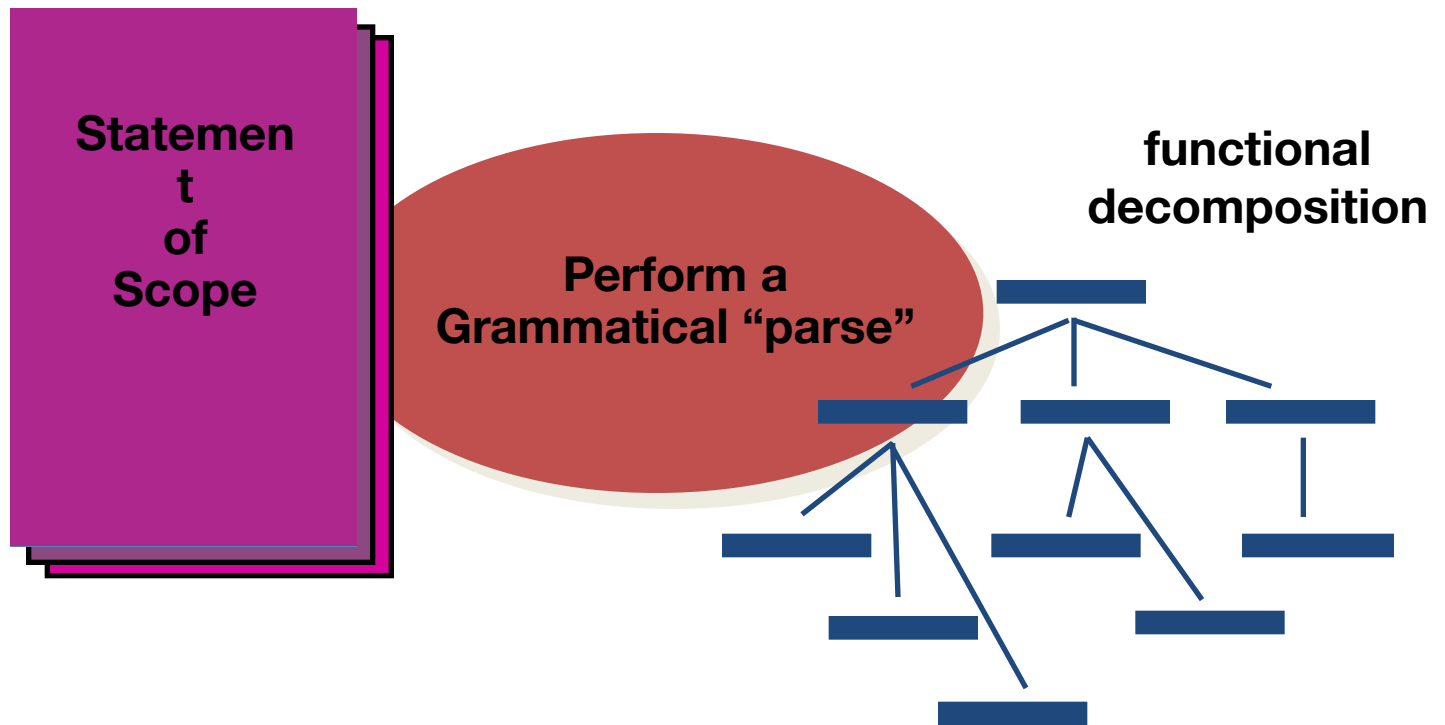 Statemen
t
of
Scope
Perform a
Grammatical “parse”
functional
decomposition